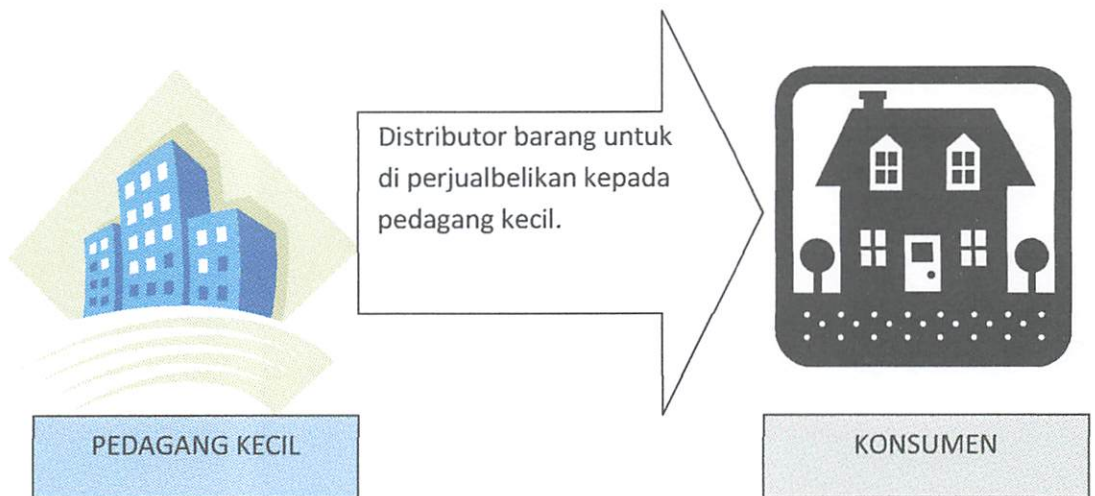 Distributor barang untuk
di perjualbelikan kepada
pedagang kecil.
PEDAGANG KECIL
KONSUMEN